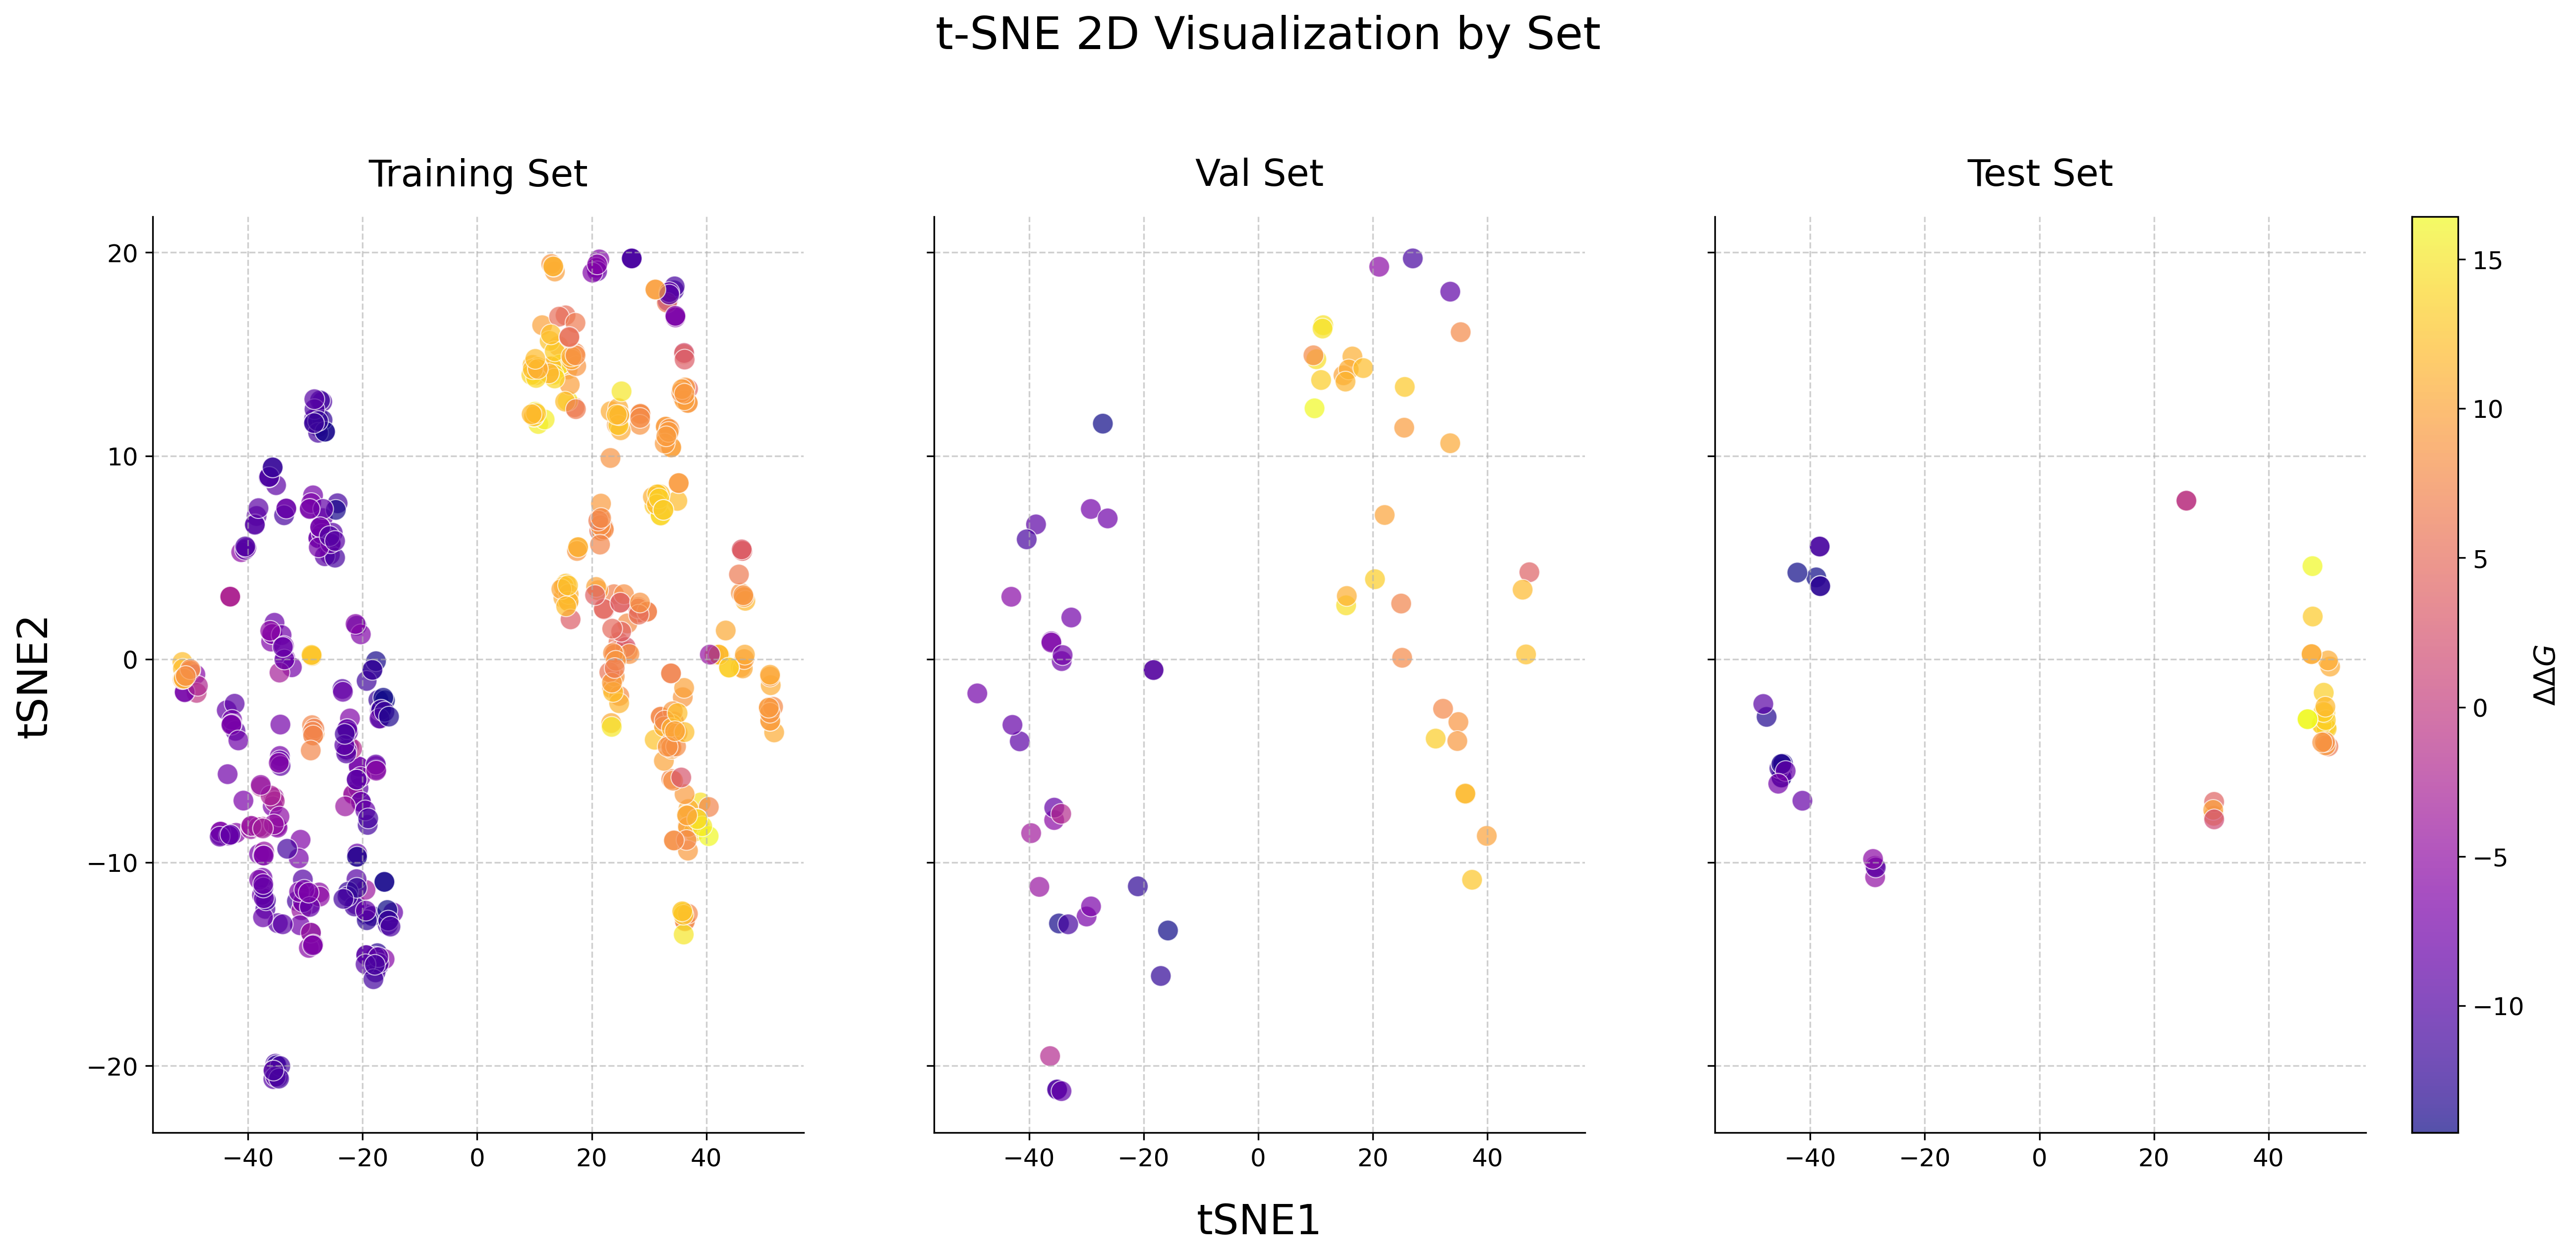 t-SNE 2D Visualization by Set
Training Set
Val Set
Test Set
tSNE2
20
10
0
−10
−20
−40 −20 0 20 40
−40 −20 0 20 40
−40 −20 0 20 40
tSNE1
15
10
5
0
−5
−10
ΔΔG